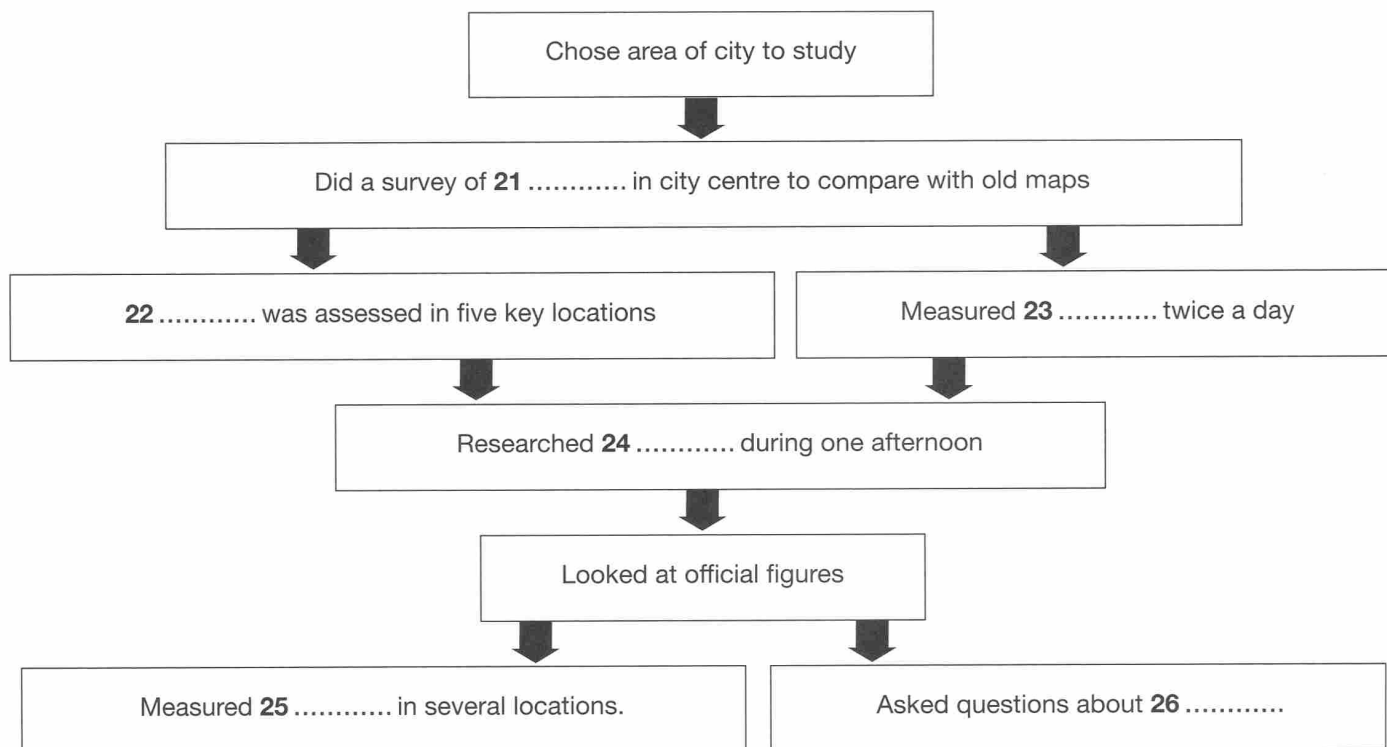 Chose area of city to study
Did a survey of 21 ............ in city centre to compare with old maps
22 ............ was assessed in five key locations
Measured 23 ............ twice a day
Researched 24 ............ during one afternoon
Looked at official figures
Measured 25 ............ in several locations.
Asked questions about 26 ............